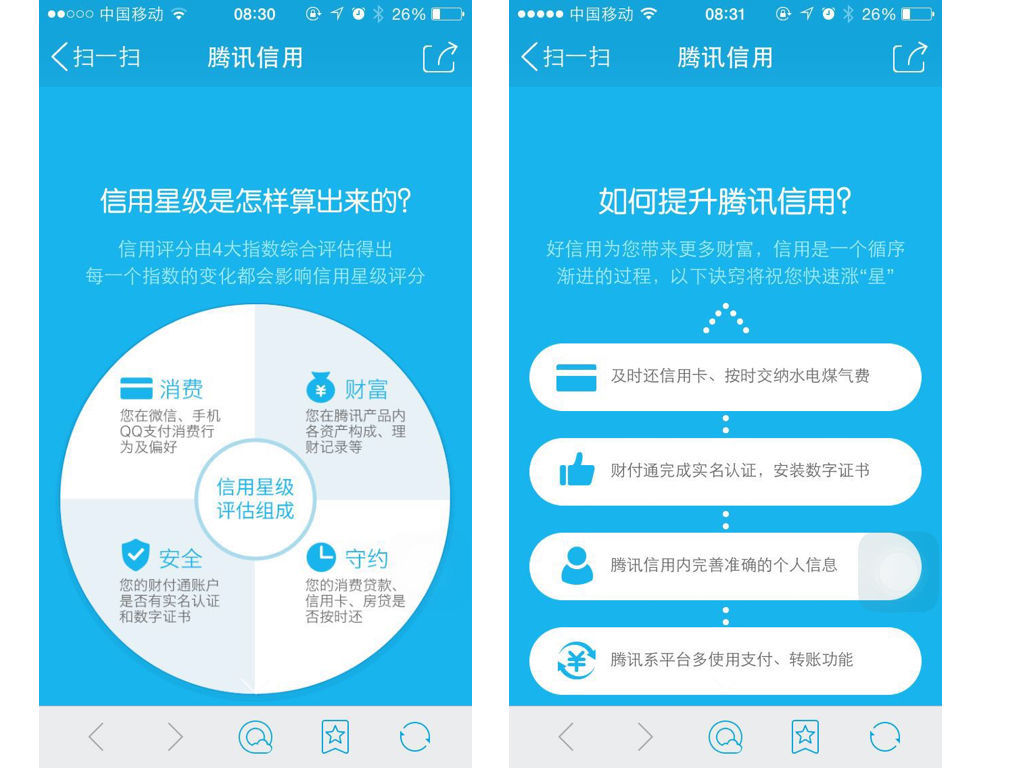 中国移动 08:30 26%
扫一扫 腾讯信用
信用星级是怎样算出来的?
信用评分由4大指数综合评估得出
每一个指数的变化都会影响信用星级评分
消费
您在微信、手机
QQ支付消费行
为及偏好
¥ 财富
您在腾讯产品内
各资产构成、理
财记录等
信用星级
评估组成
安全
您的财付通账户
是否有实名认证
和数字证书
守约
您的消费贷款、
信用卡、房贷是
否按时还
中国移动 08:31 26%
扫一扫 腾讯信用
如何提升腾讯信用?
好信用为您带来更多财富，信用是一个循序
渐进的过程，以下诀窍将祝您快速涨“星”
及时还信用卡、按时交纳水电煤气费
财付通完成实名认证，安装数字证书
腾讯信用内完善准确的个人信息
¥ 腾讯系平台多使用支付、转账功能